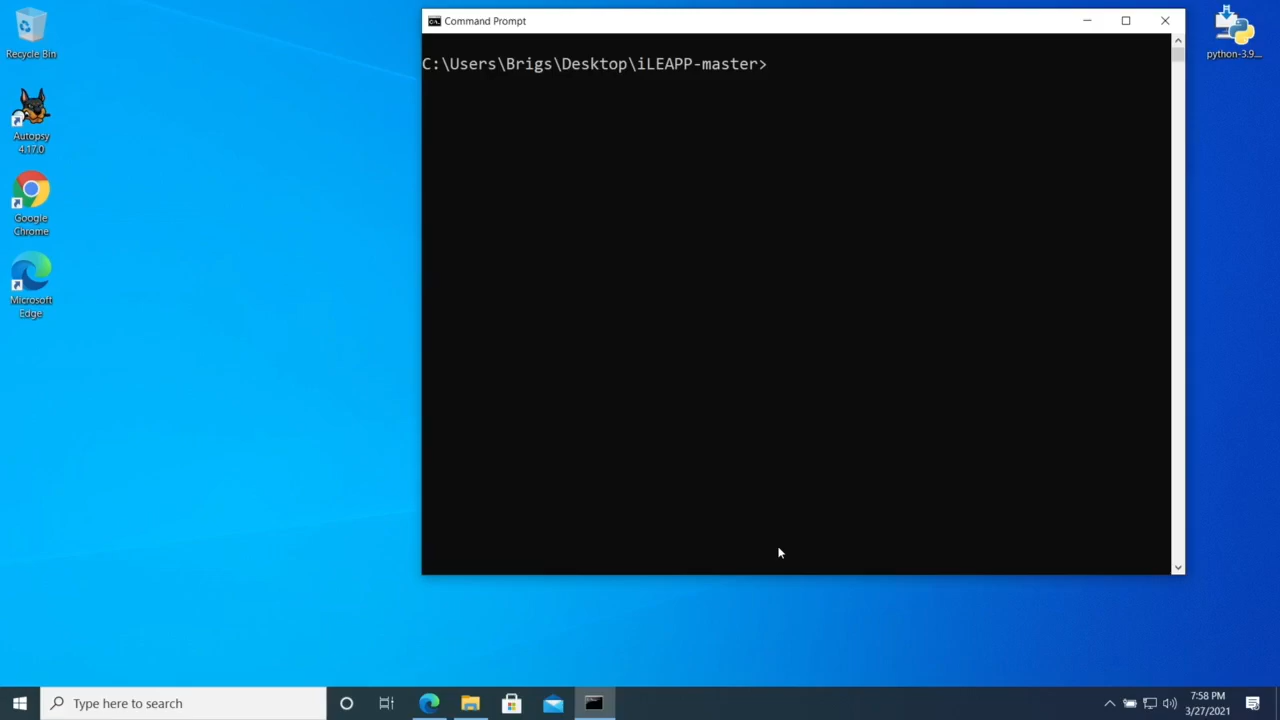 Recycle Bin
Autopsy
4.17.0
Google
Chrome
Microsoft
Edge
Command Prompt
C:\Users\Brigs\Desktop\iLEAPP-master>
python-3.9....
Type here to search
7:58 PM
3/27/2021